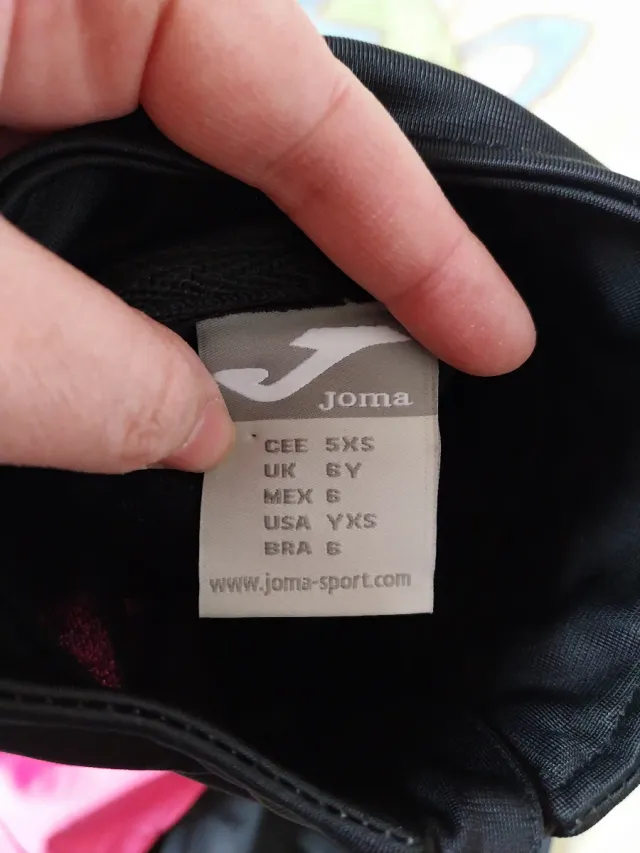 Joma
CEE 5XS
UK 6Y
MEX 6
USA YXS
BRA 6
www.joma-sport.com